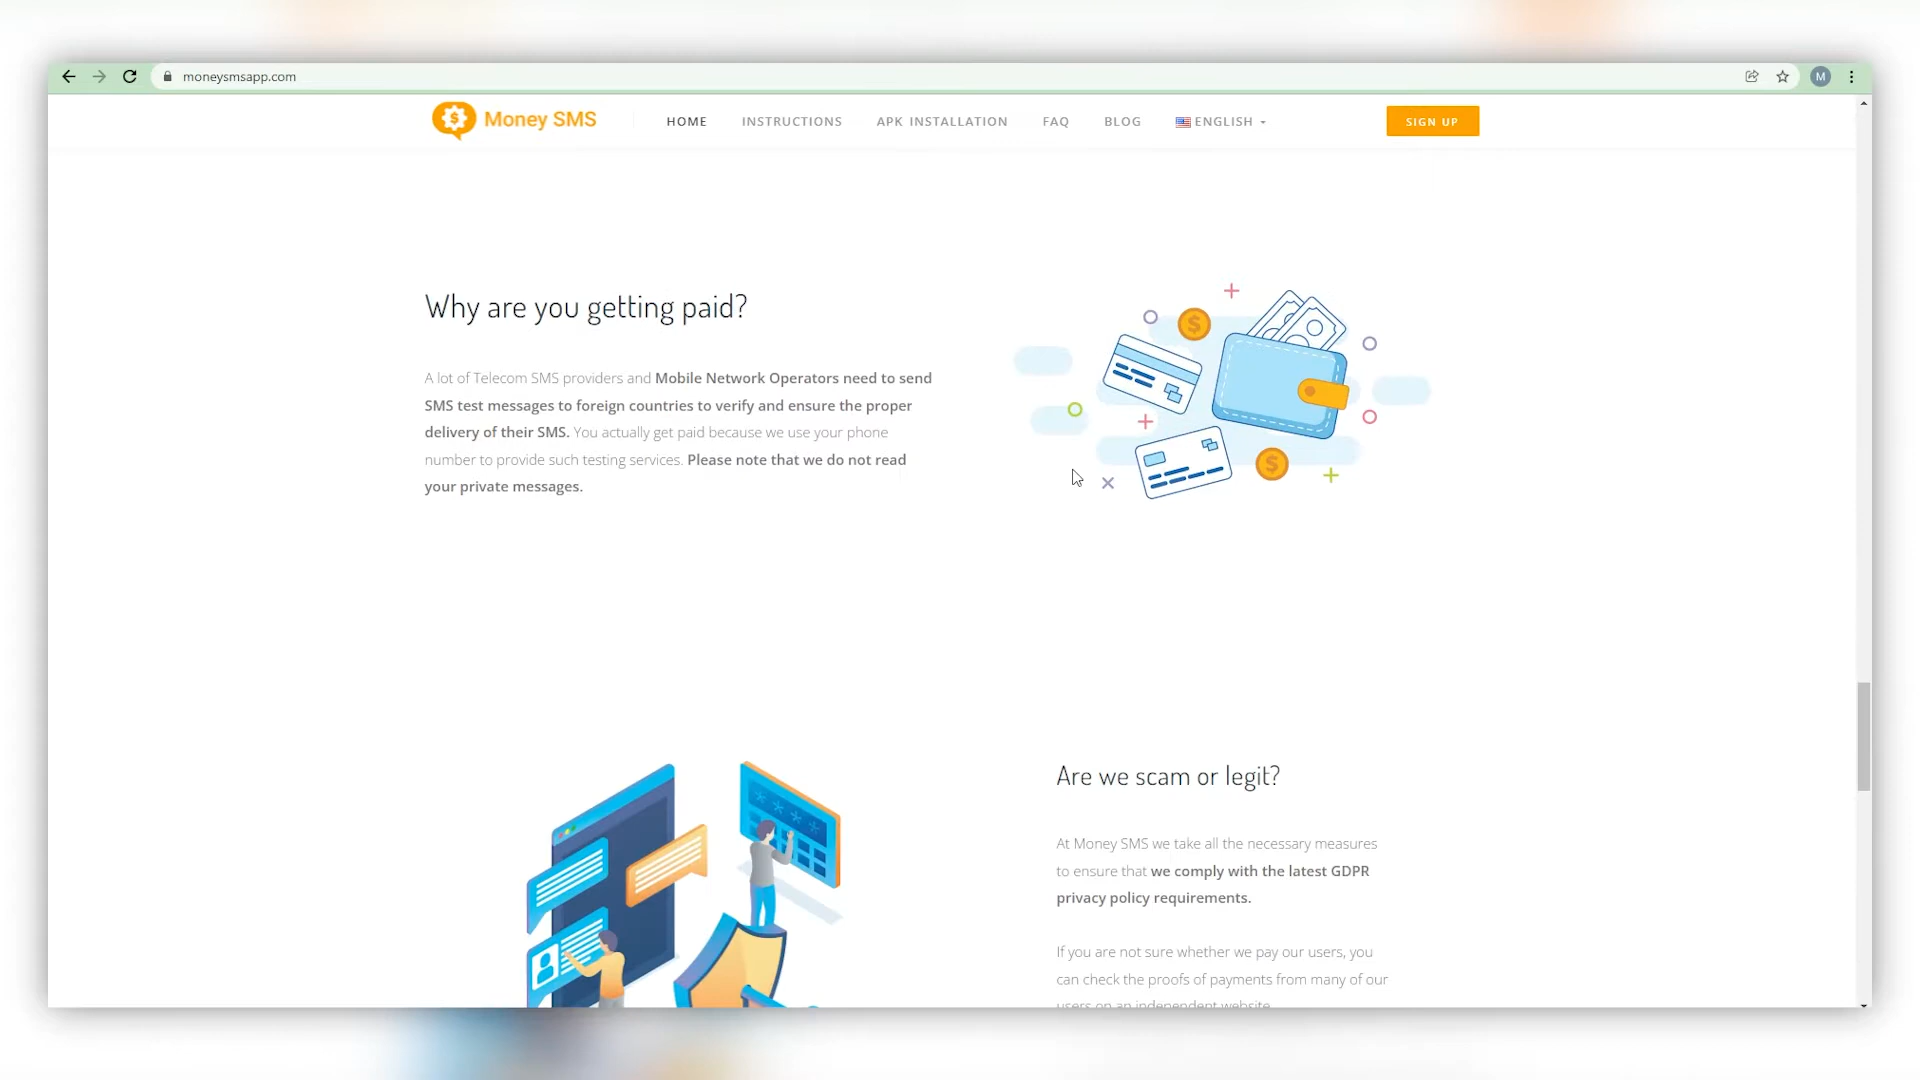 moneysmsapp.com
M
Money SMS
HOME
INSTRUCTIONS
APK INSTALLATION
FAQ
BLOG
ENGLISH
SIGN UP
Why are you getting paid?
A lot of Telecom SMS providers and Mobile Network Operators need to send
SMS test messages to foreign countries to verify and ensure the proper
delivery of their SMS. You actually get paid because we use your phone
number to provide such testing services. Please note that we do not read
your private messages.
Are we scam or legit?
At Money SMS we take all the necessary measures
to ensure that we comply with the latest GDPR
privacy policy requirements.
If you are not sure whether we pay our users, you
can check the proofs of payments from many of our
users on an independent website.